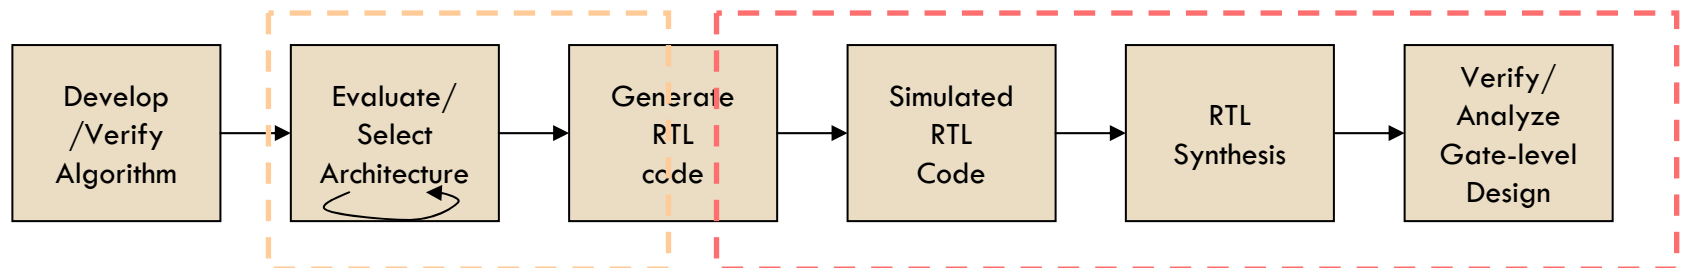 Develop
/Verify
Algorithm
Evaluate/
Select
Architecture
Generate
RTL
code
Simulated
RTL
Code
RTL
Synthesis
Verify/
Analyze
Gate-level
Design